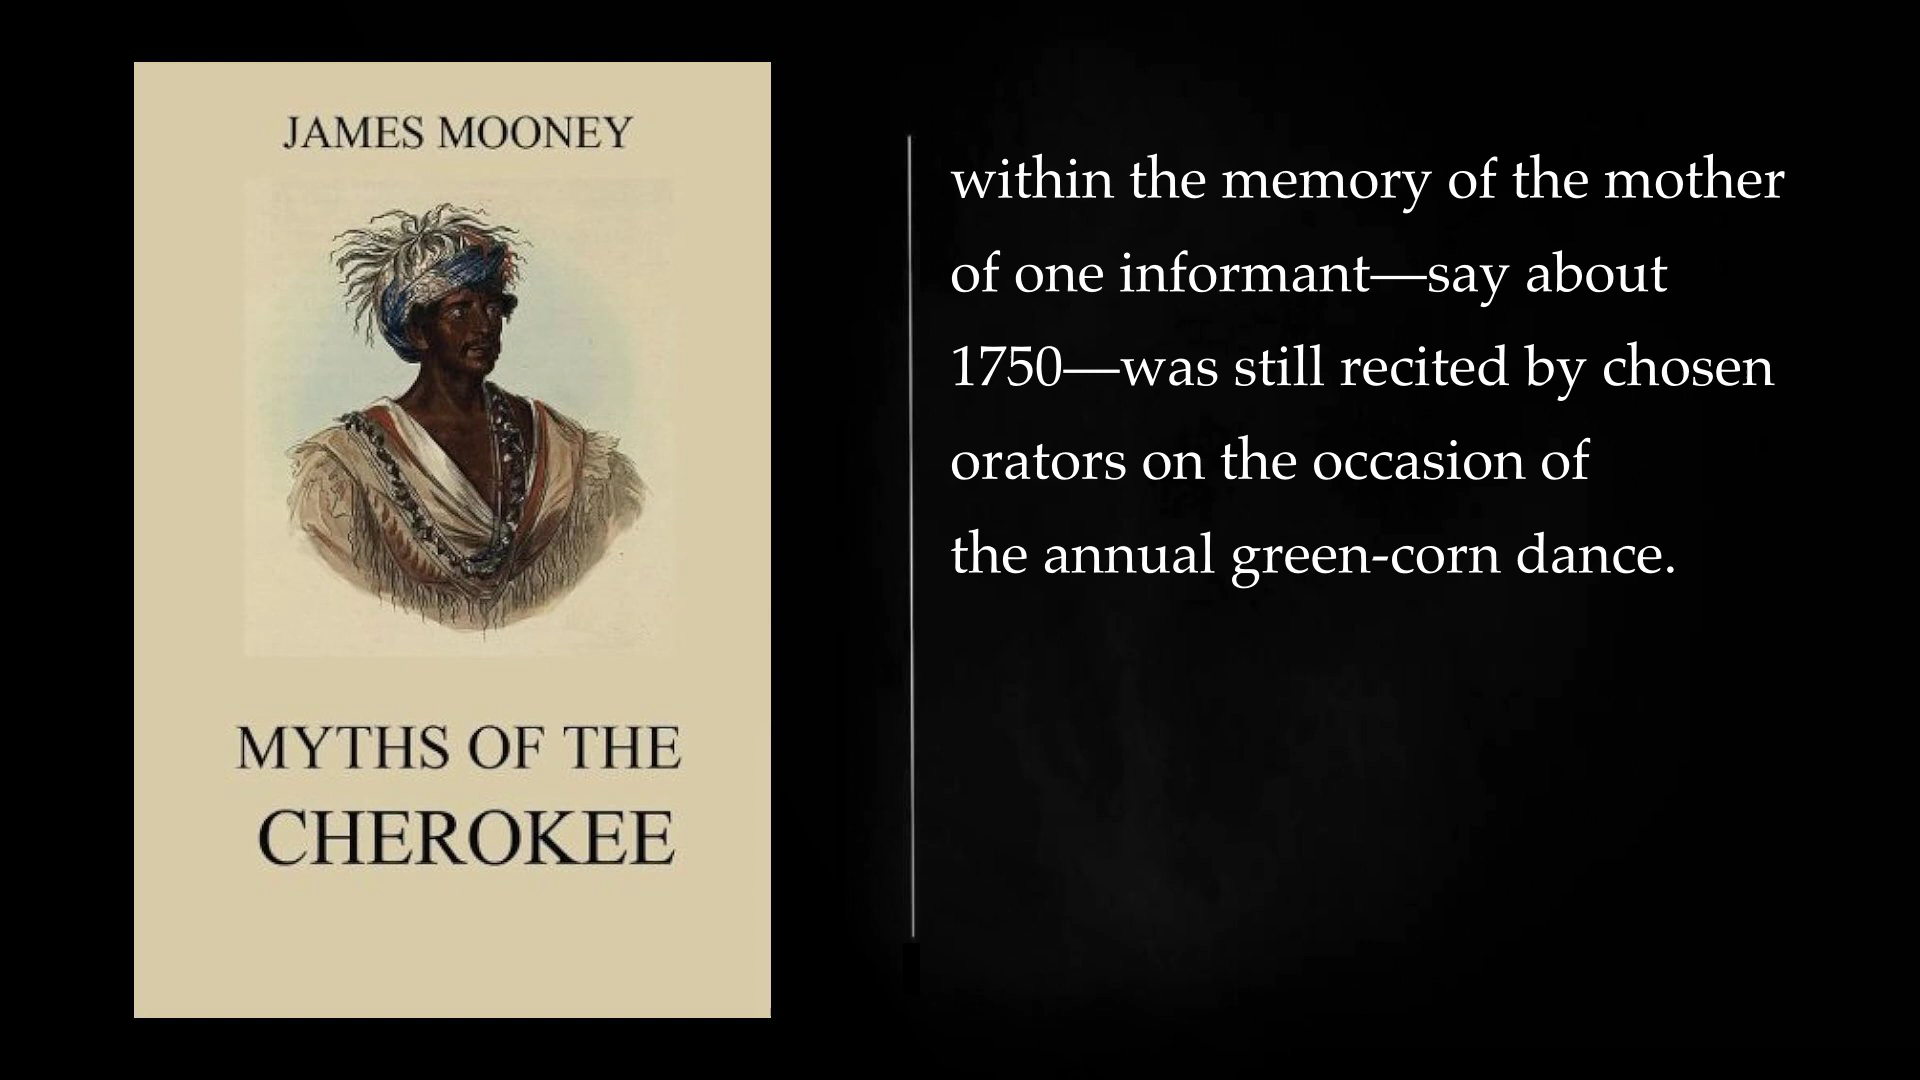 JAMES MOONEY
MYTHS OF THE
CHEROKEE
within the memory of the mother
of one informant—say about
1750—was still recited by chosen
orators on the occasion of
the annual green-corn dance.